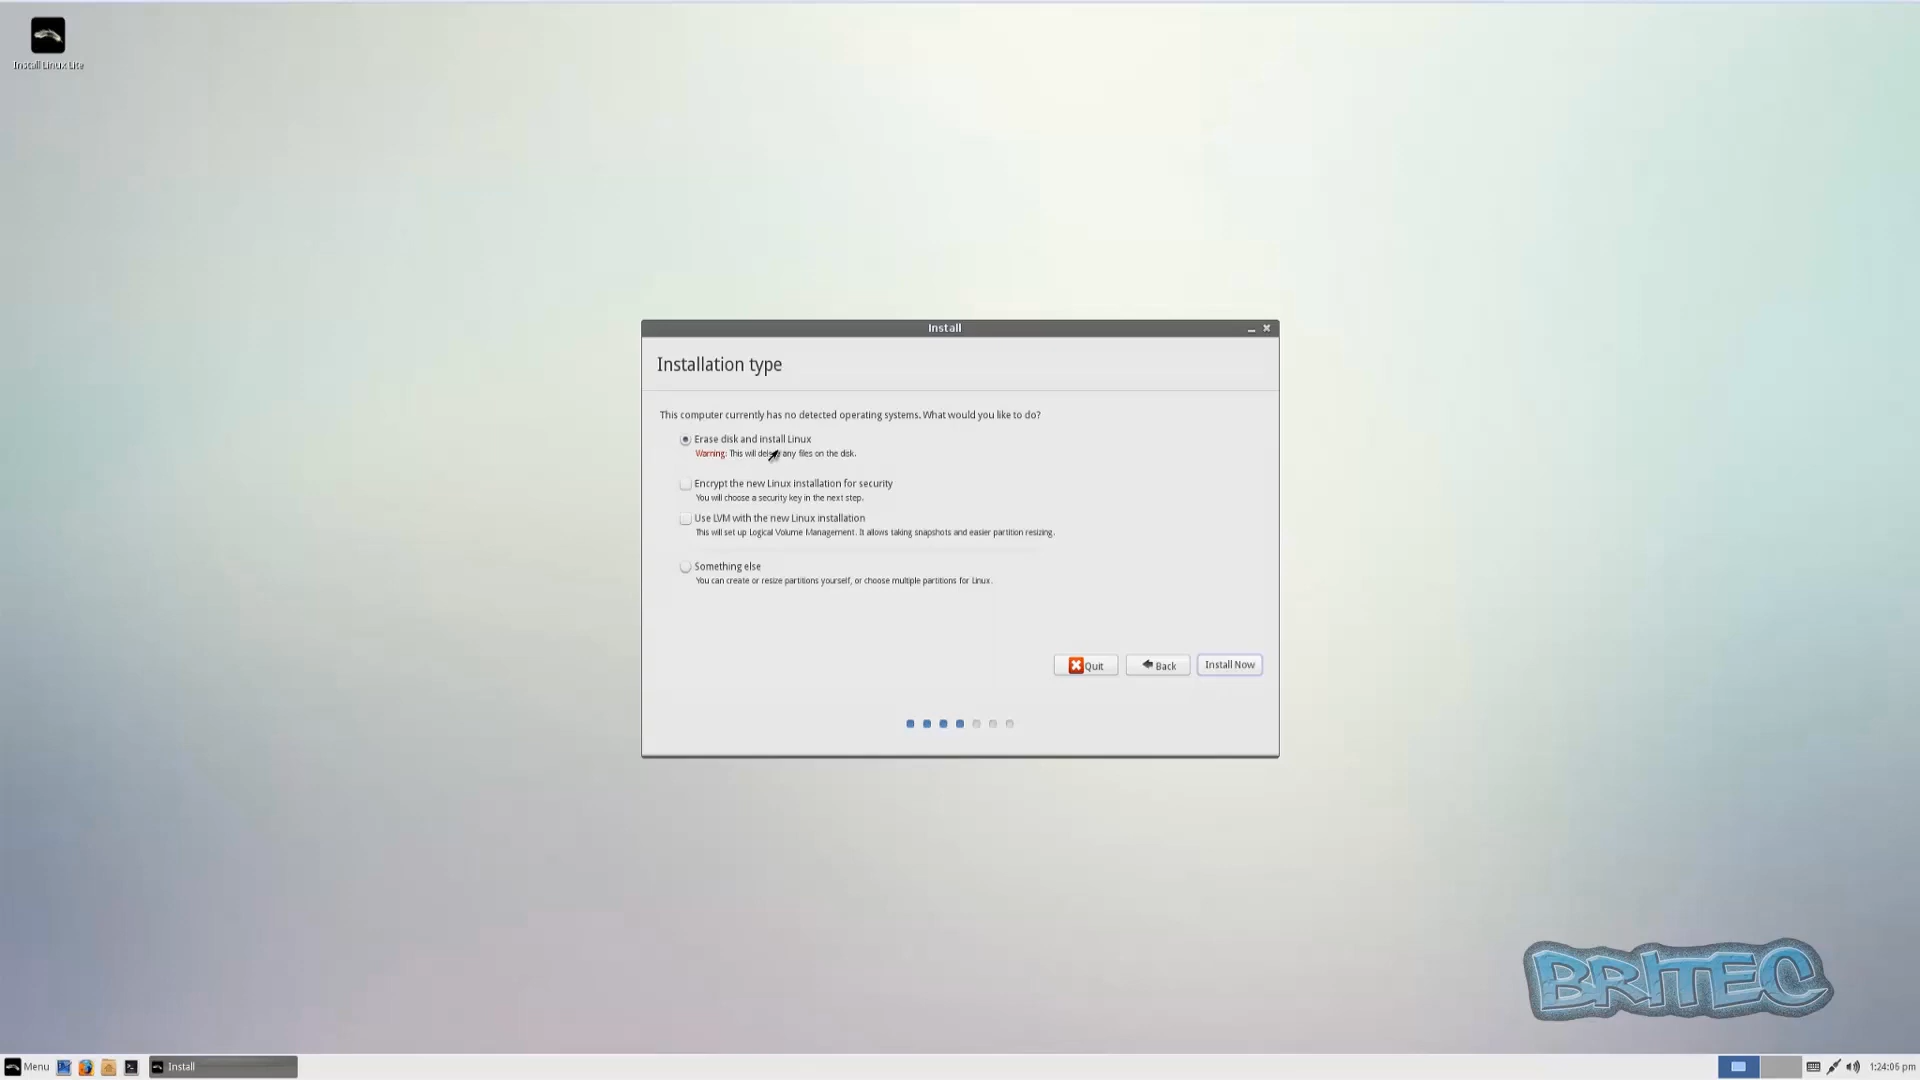 Install Linux Lite
Install
Installation type
This computer currently has no detected operating systems. What would you like to do?
Erase disk and install Linux
Warning: This will dele any files on the disk.
Encrypt the new Linux installation for security
You will choose a security key in the next step.
Use LVM with the new Linux installation
This will set up Logical Volume Management. It allows taking snapshots and easier partition resizing.
Something else
You can create or resize partitions yourself, or choose multiple partitions for Linux.
Quit
Back
Install Now
BRITEC
Menu
Install
1:24:06 pm